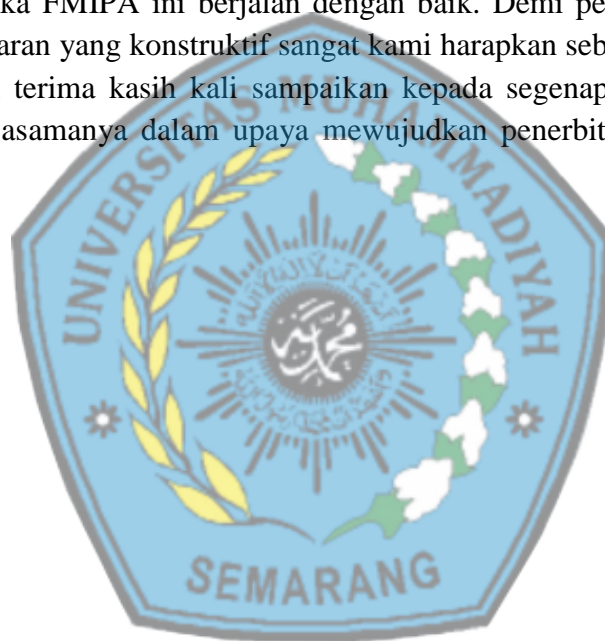 ka FMIPA ini berjalan dengan baik. Demi pe
aran yang konstruktif sangat kami harapkan seb
terima kasih kali sampaikan kepada segenap
asamanya dalam upaya mewujudkan penerbit
UNIVERSITAS MUHAMMADIYAH
SEMARANG